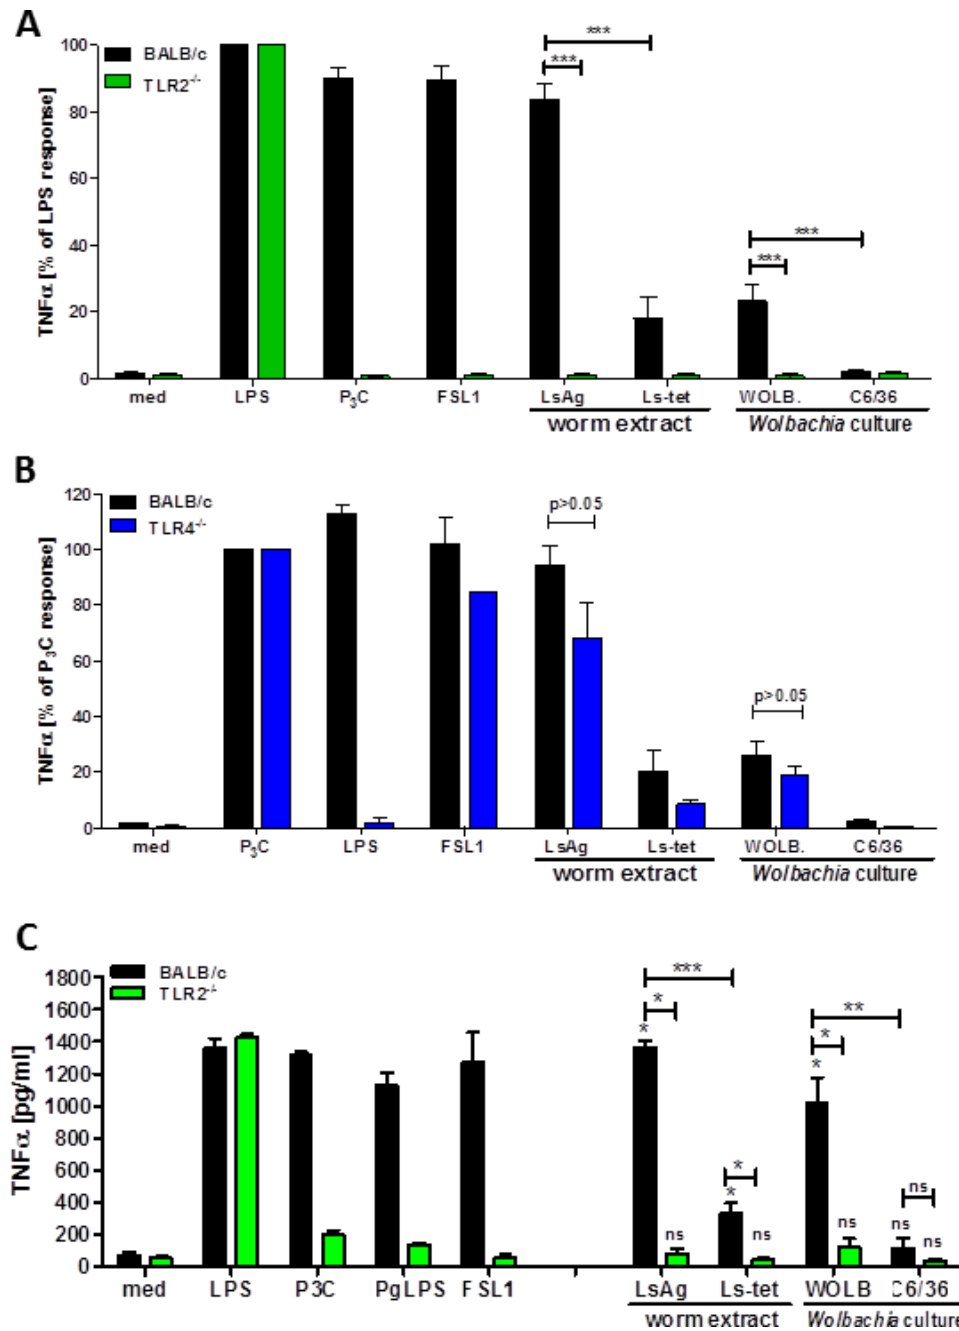 A
BALB/c
TLR2-/-
TNFα [% of LPS response]
100
80
60
40
20
0
***
***
***
***
med LPS P3C FSL1 LsAg Ls-tet WOLB. C6/36
worm extract Wolbachia culture
B
BALB/c
TLR4-/-
TNFα [% of P3C response]
120
100
80
60
40
20
0
p>0.05
p>0.05
med P3C LPS FSL1 LsAg Ls-tet WOLB. C6/36
worm extract Wolbachia culture
C
BALB/c
TLR2-/-
TNFα [pg/ml]
1800
1600
1400
1200
1000
800
600
400
200
0
***
*
*
ns
*
*
ns
**
*
*
ns
ns
ns
ns
med LPS P3C PgLPS FSL1 LsAg Ls-tet WOLB C6/36
worm extract Wolbachia culture